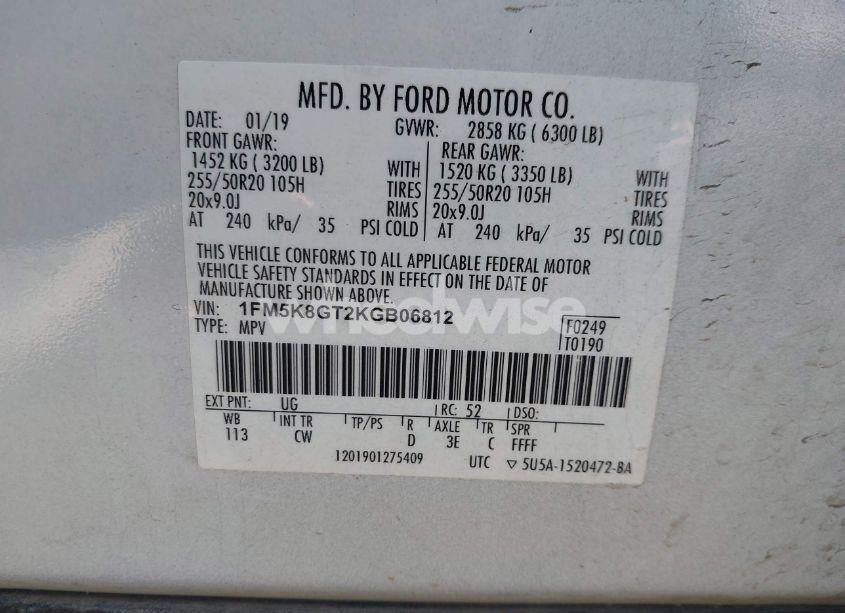 MFD. BY FORD MOTOR CO.
DATE: 01/19 GVWR: 2858 KG ( 6300 LB)
FRONT GAWR: REAR GAWR:
1452 KG ( 3200 LB) WITH 1520 KG ( 3350 LB) WITH
255/50R20 105H TIRES 255/50R20 105H TIRES
20x9.0J RIMS 20x9.0J RIMS
AT 240 kPa/ 35 PSI COLD AT 240 kPa/ 35 PSI COLD
THIS VEHICLE CONFORMS TO ALL APPLICABLE FEDERAL MOTOR
VEHICLE SAFETY STANDARDS IN EFFECT ON THE DATE OF
MANUFACTURE SHOWN ABOVE.
VIN: 1FM5K8GT2KGB06812
TYPE: MPV
F0249
T0190
wheelwise
EXT PNT: UG RC: 52 DSO:
WB INT TR TP/PS R AXLE TR SPR
113 CW D 3E C FFFF
1201901275409 UTC ▽ 5U5A-1520472-BA